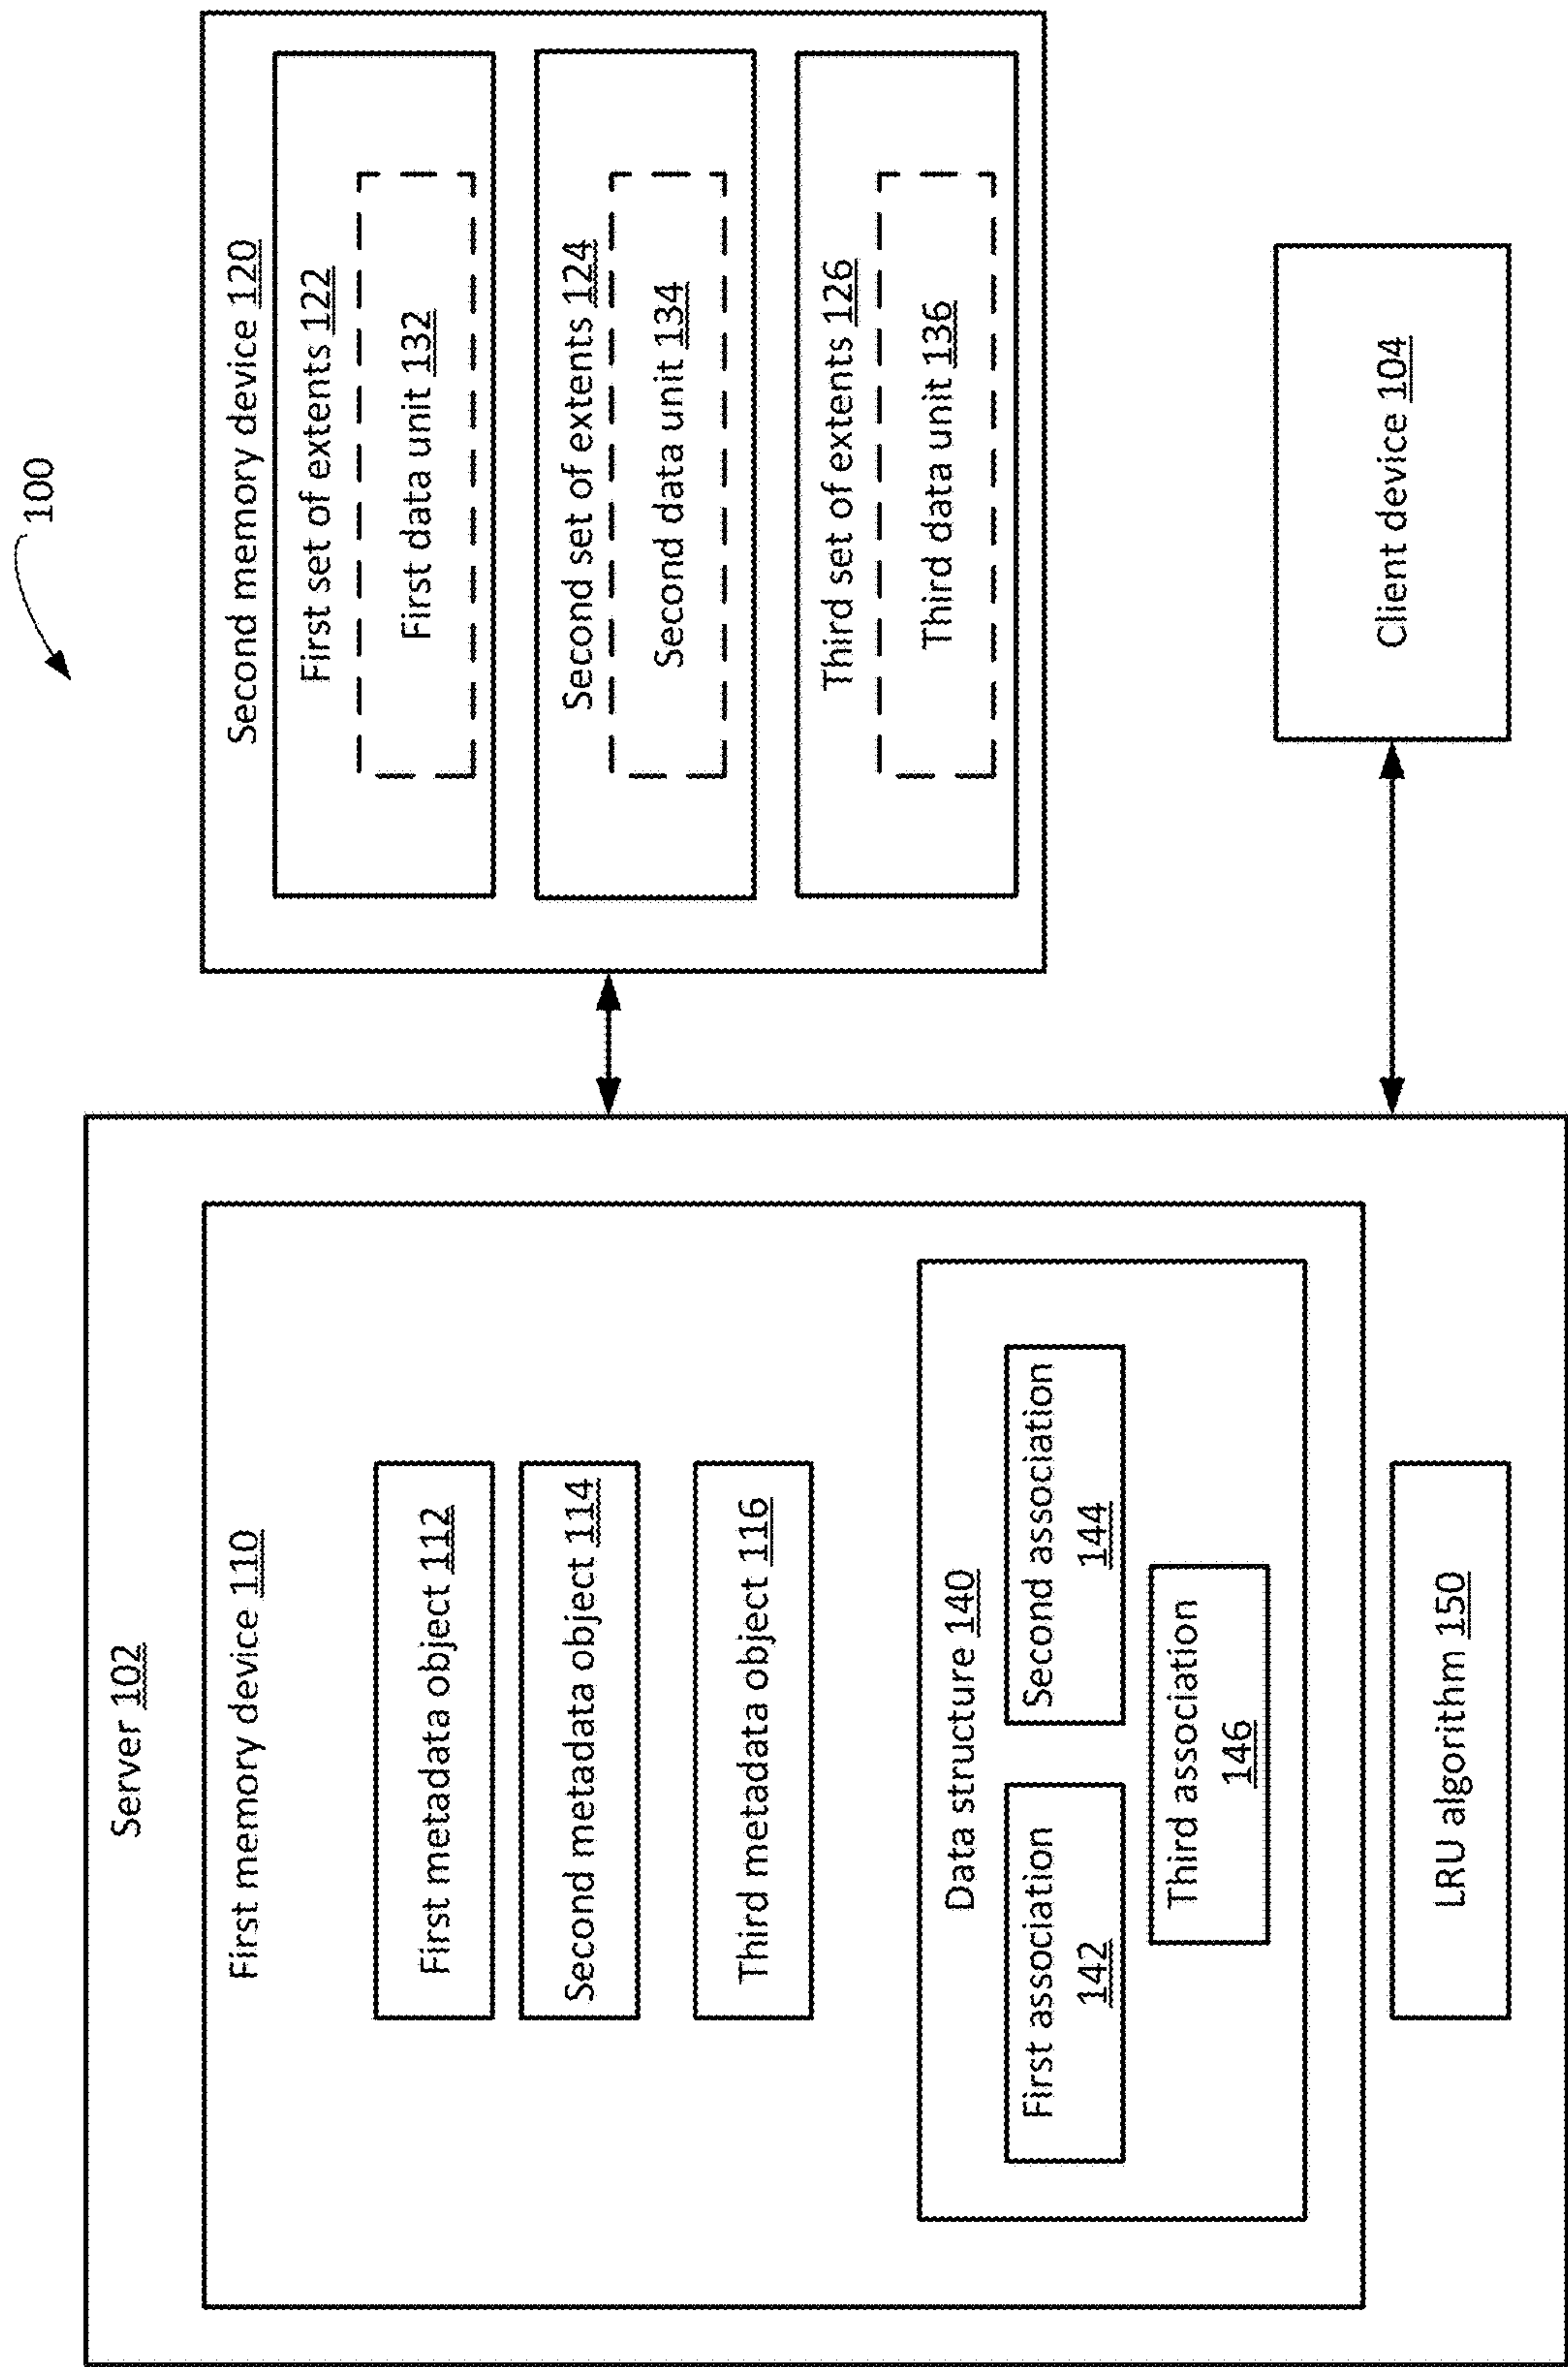 100
Server 102
First memory device 110
First metadata object 112
Second metadata object 114
Third metadata object 116
Data structure 140
First association
142
Second association
144
Third association
146
LRU algorithm 150
Second memory device 120
First set of extents 122
First data unit 132
Second set of extents 124
Second data unit 134
Third set of extents 126
Third data unit 136
Client device 104